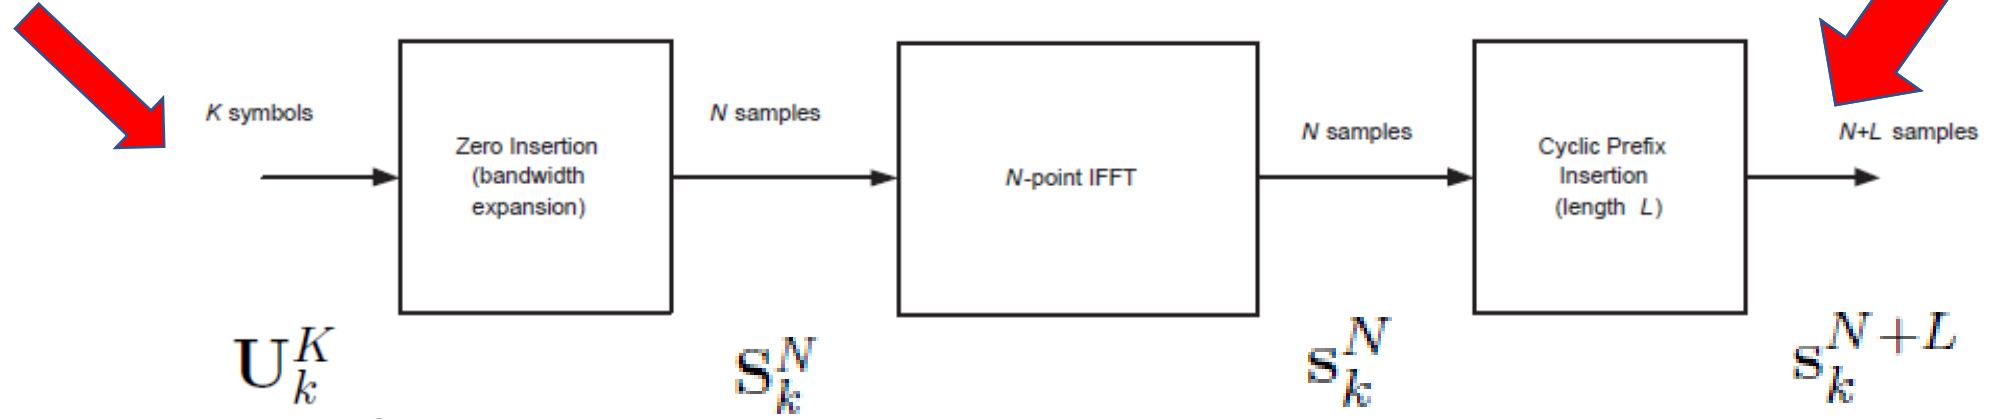 K symbols
Zero Insertion
(bandwidth
expansion)
N samples
N-point IFFT
N samples
Cyclic Prefix
Insertion
(length L)
N+L samples
U_k^K
S_k^N
s_k^N
s_k^{N+L}